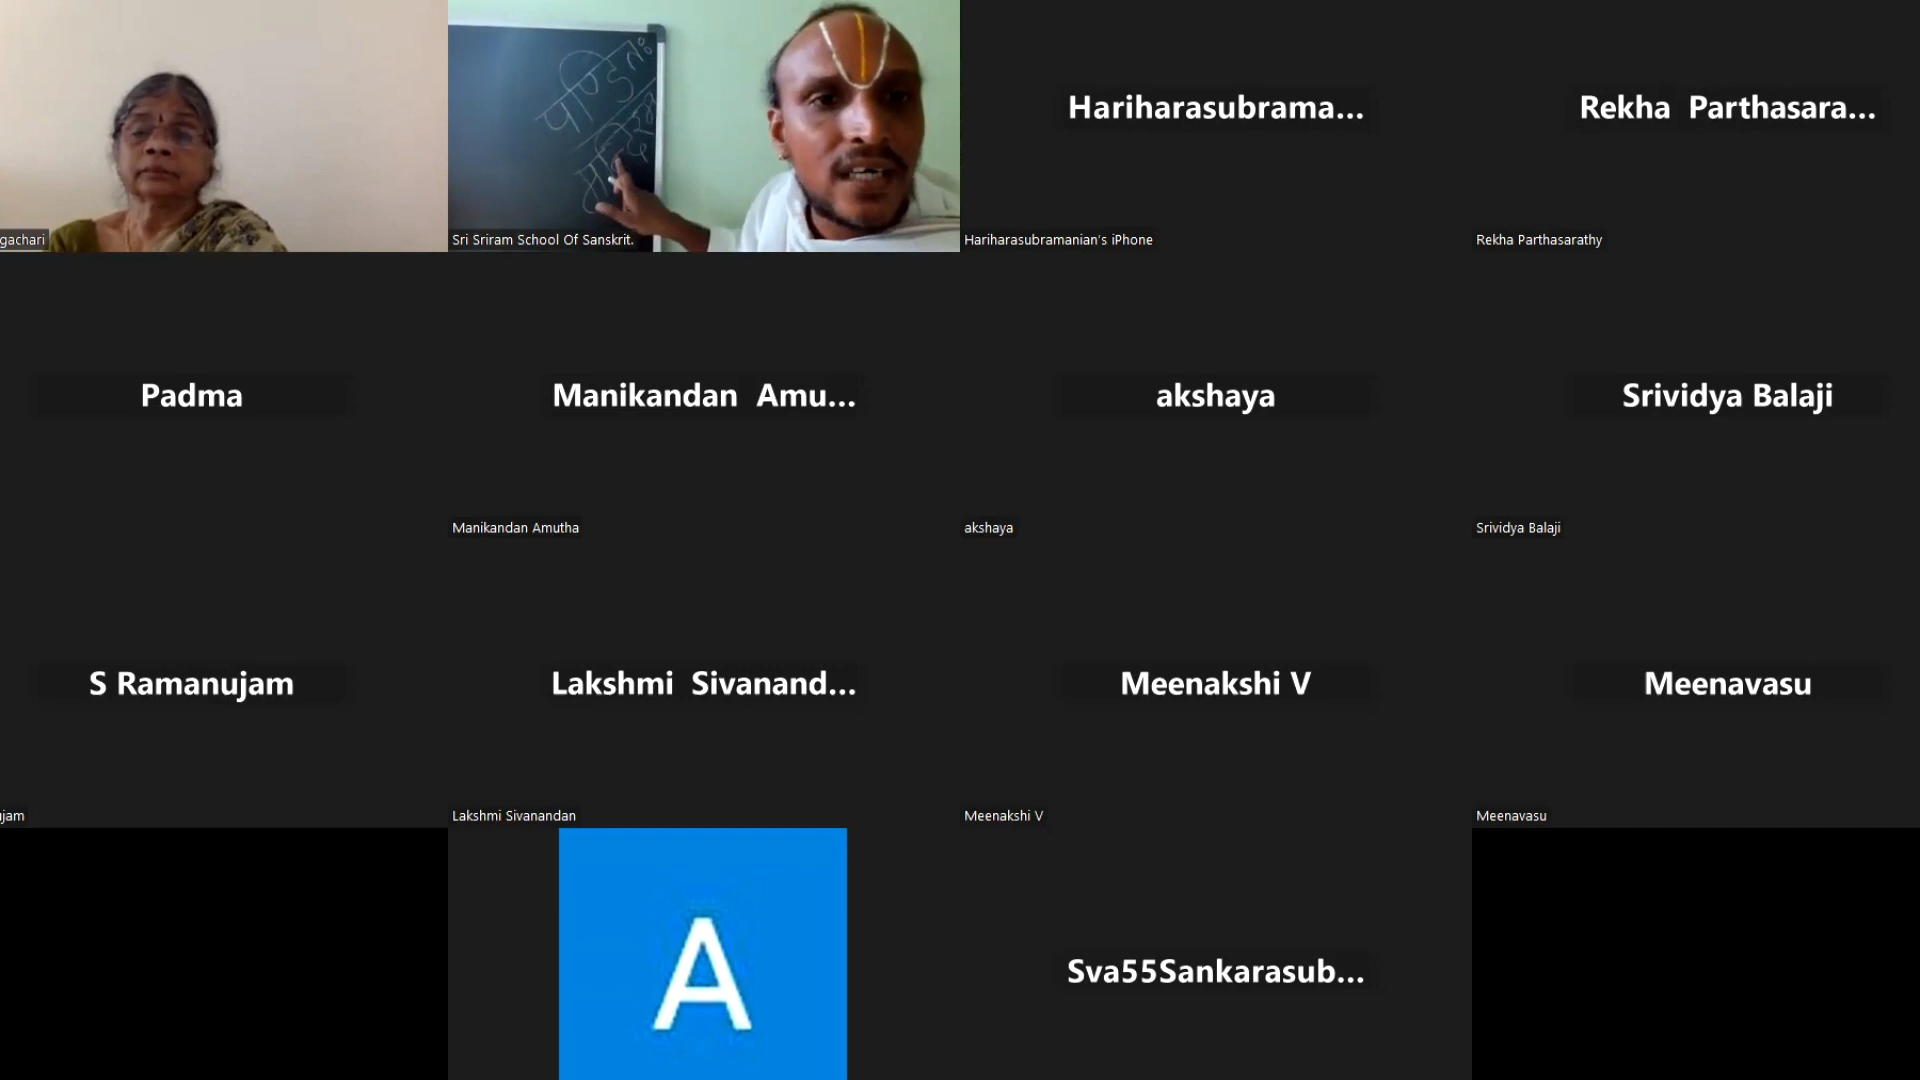 पण्डितः
gachari
Sri Sriram School Of Sanskrit.
Hariharasubrama...
Hariharasubramanian's iPhone
Rekha Parthasara...
Rekha Parthasarathy
Padma
Manikandan Amu...
Manikandan Amutha
akshaya
akshaya
Srividya Balaji
Srividya Balaji
S Ramanujam
jam
Lakshmi Sivanand...
Lakshmi Sivanandan
Meenakshi V
Meenakshi V
Meenavasu
Meenavasu
A
Sva55Sankarasub...